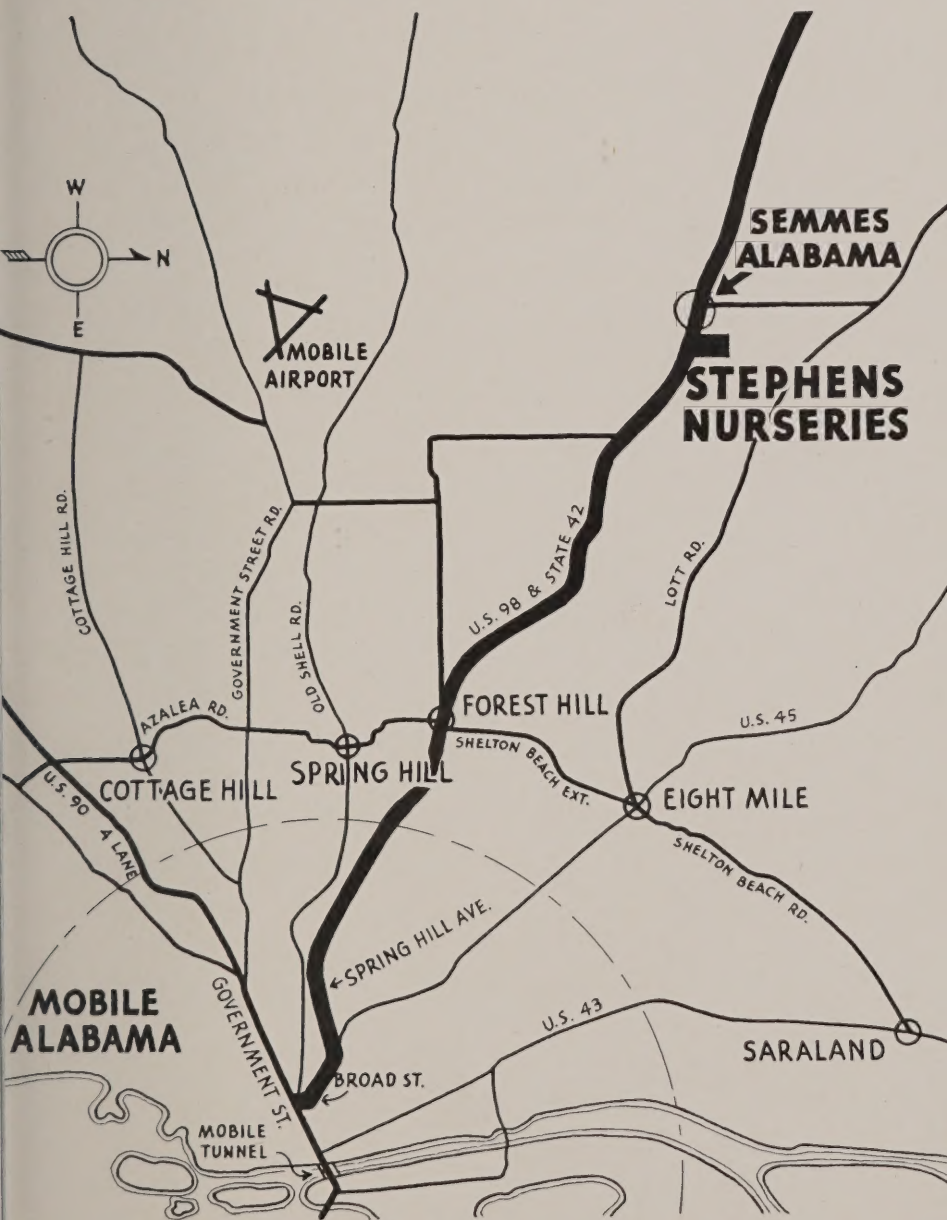 W
N
E
SEMMES
ALABAMA
MOBILE
AIRPORT
STEPHENS
NURSERIES
COTTAGE HILL RD.
GOVERNMENT STREET RD.
OLD SHELL RD.
U.S. 98 & STATE 42
LOTT RD.
AZALEA RD.
FOREST HILL
U.S. 45
SHELTON BEACH EXT.
COTTAGE HILL
SPRING HILL
EIGHT MILE
U.S. 90 4 LANE
SHELTON BEACH RD.
SPRING HILL AVE.
MOBILE
ALABAMA
GOVERNMENT ST.
U.S. 43
SARALAND
BROAD ST.
MOBILE
TUNNEL